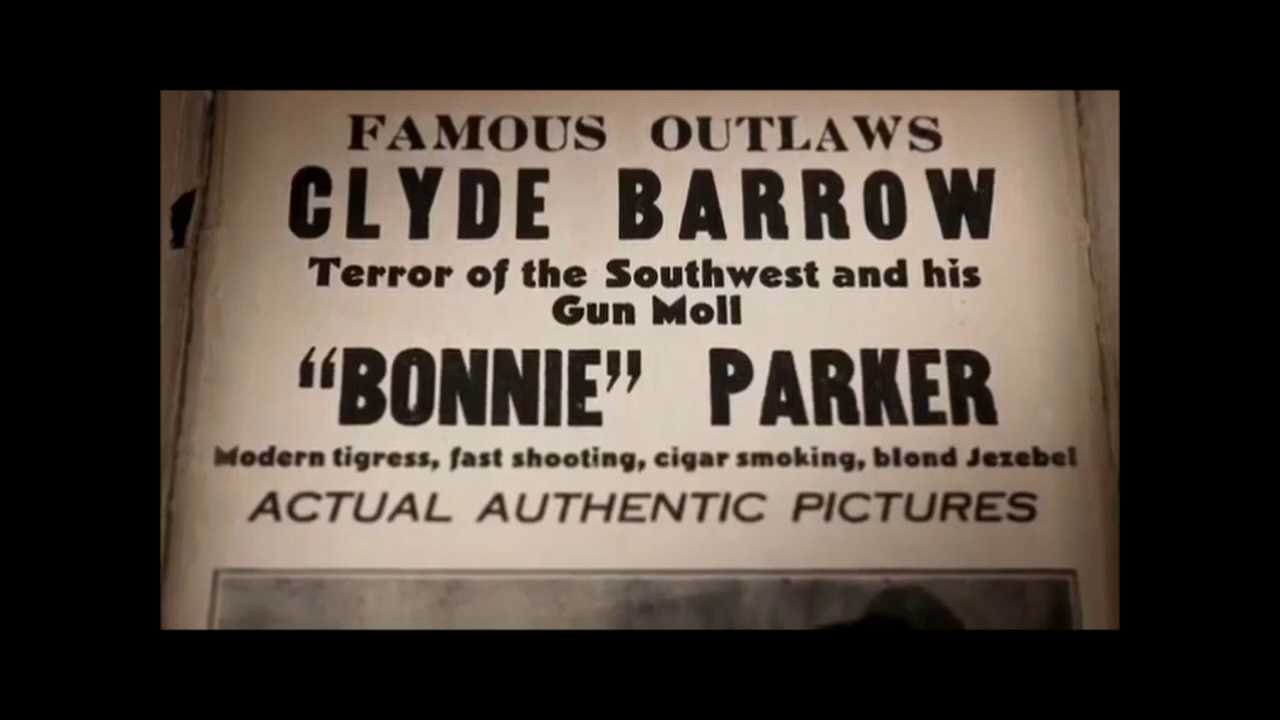 FAMOUS OUTLAWS
CLYDE BARROW
Terror of the Southwest and his
Gun Moll
“BONNIE” PARKER
Modern tigress, fast shooting, cigar smoking, blond Jezebel
ACTUAL AUTHENTIC PICTURES